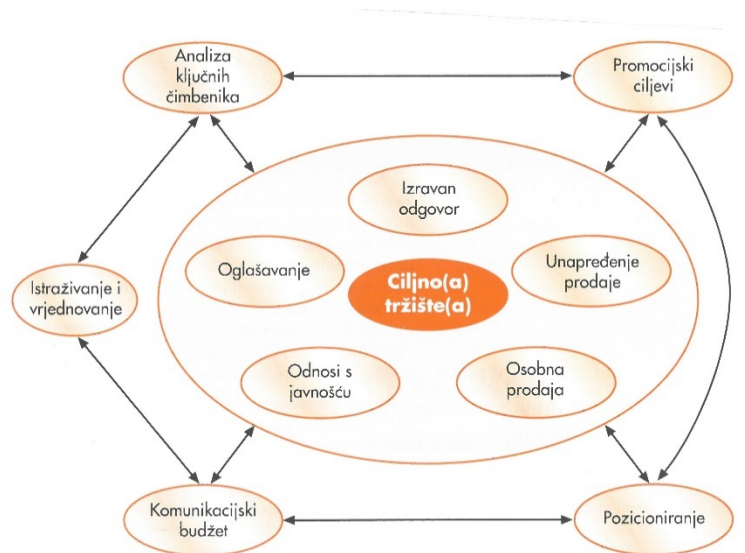 Analiza
ključnih
čimbenika
Promocijski
ciljevi
Izravan
odgovor
Oglašavanje
Ciljno(a)
tržište(a)
Unapređenje
prodaje
Istraživanje i
vrjednovanje
Odnosi s
javnošću
Osobna
prodaja
Komunikacijski
budžet
Pozicioniranje